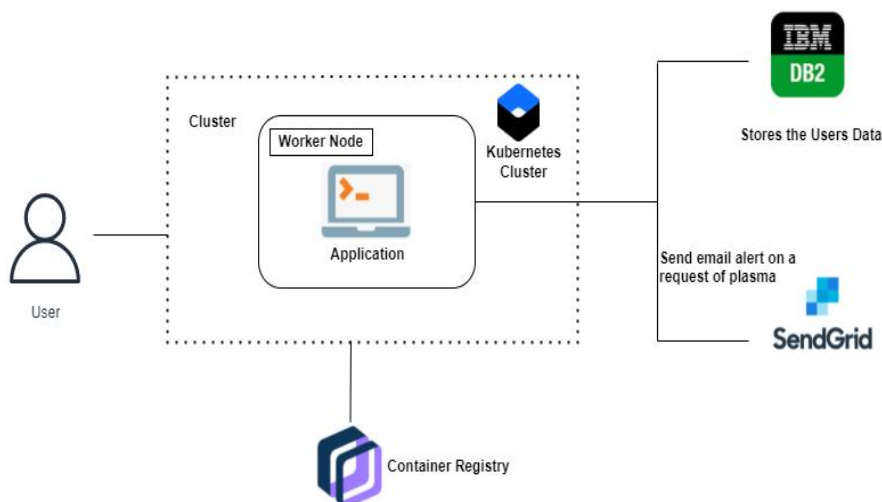 IBM
DB2
Stores the Users Data
Cluster
Worker Node
Kubernetes
Cluster
Application
Send email alert on a
request of plasma
SendGrid
User
Container Registry